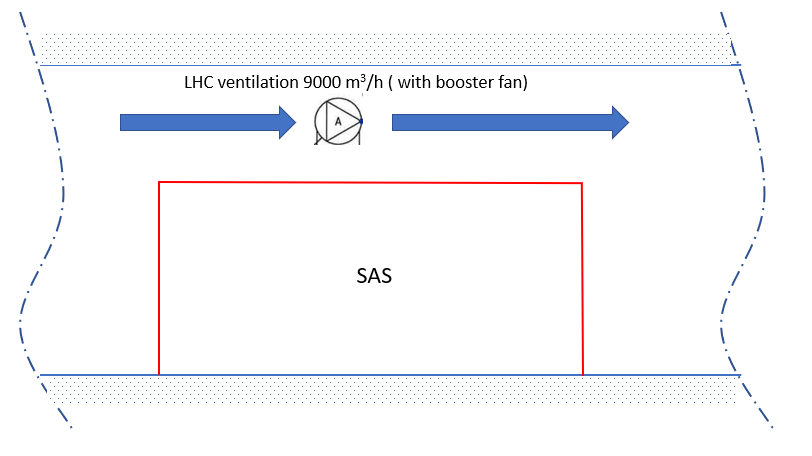 LHC ventilation 9000 m³/h ( with booster fan)
A
SAS